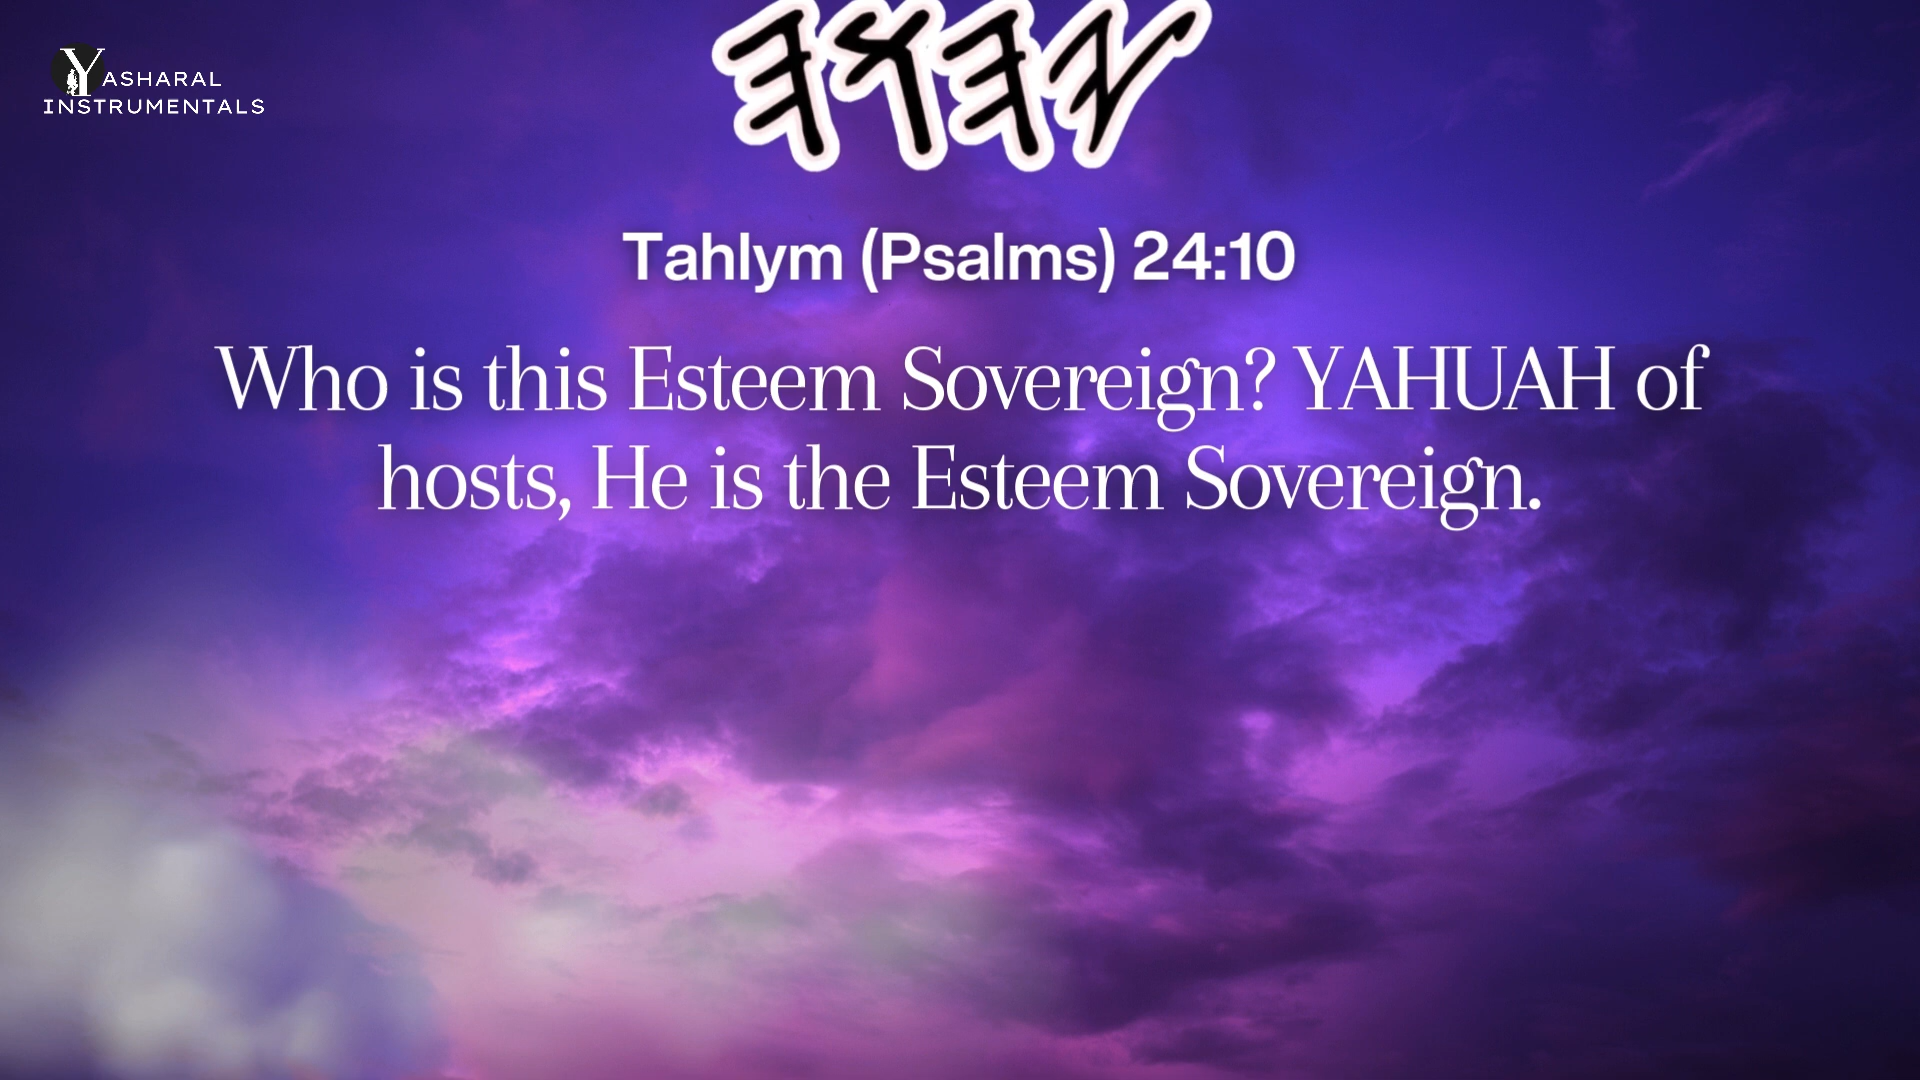 𐤉𐤄𐤅𐤄
YASHARAL
INSTRUMENTALS
Tahlym (Psalms) 24:10
Who is this Esteem Sovereign? YAHUAH of
hosts, He is the Esteem Sovereign.